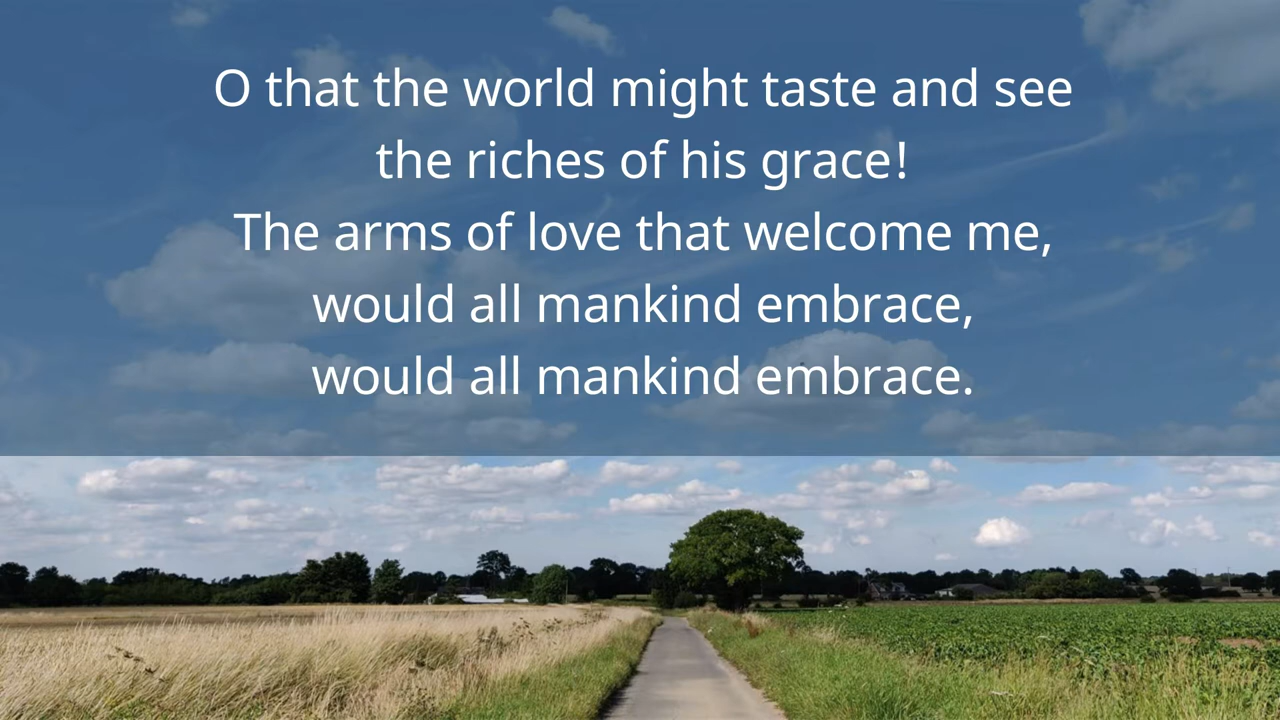 O that the world might taste and see
the riches of his grace!
The arms of love that welcome me,
would all mankind embrace,
would all mankind embrace.